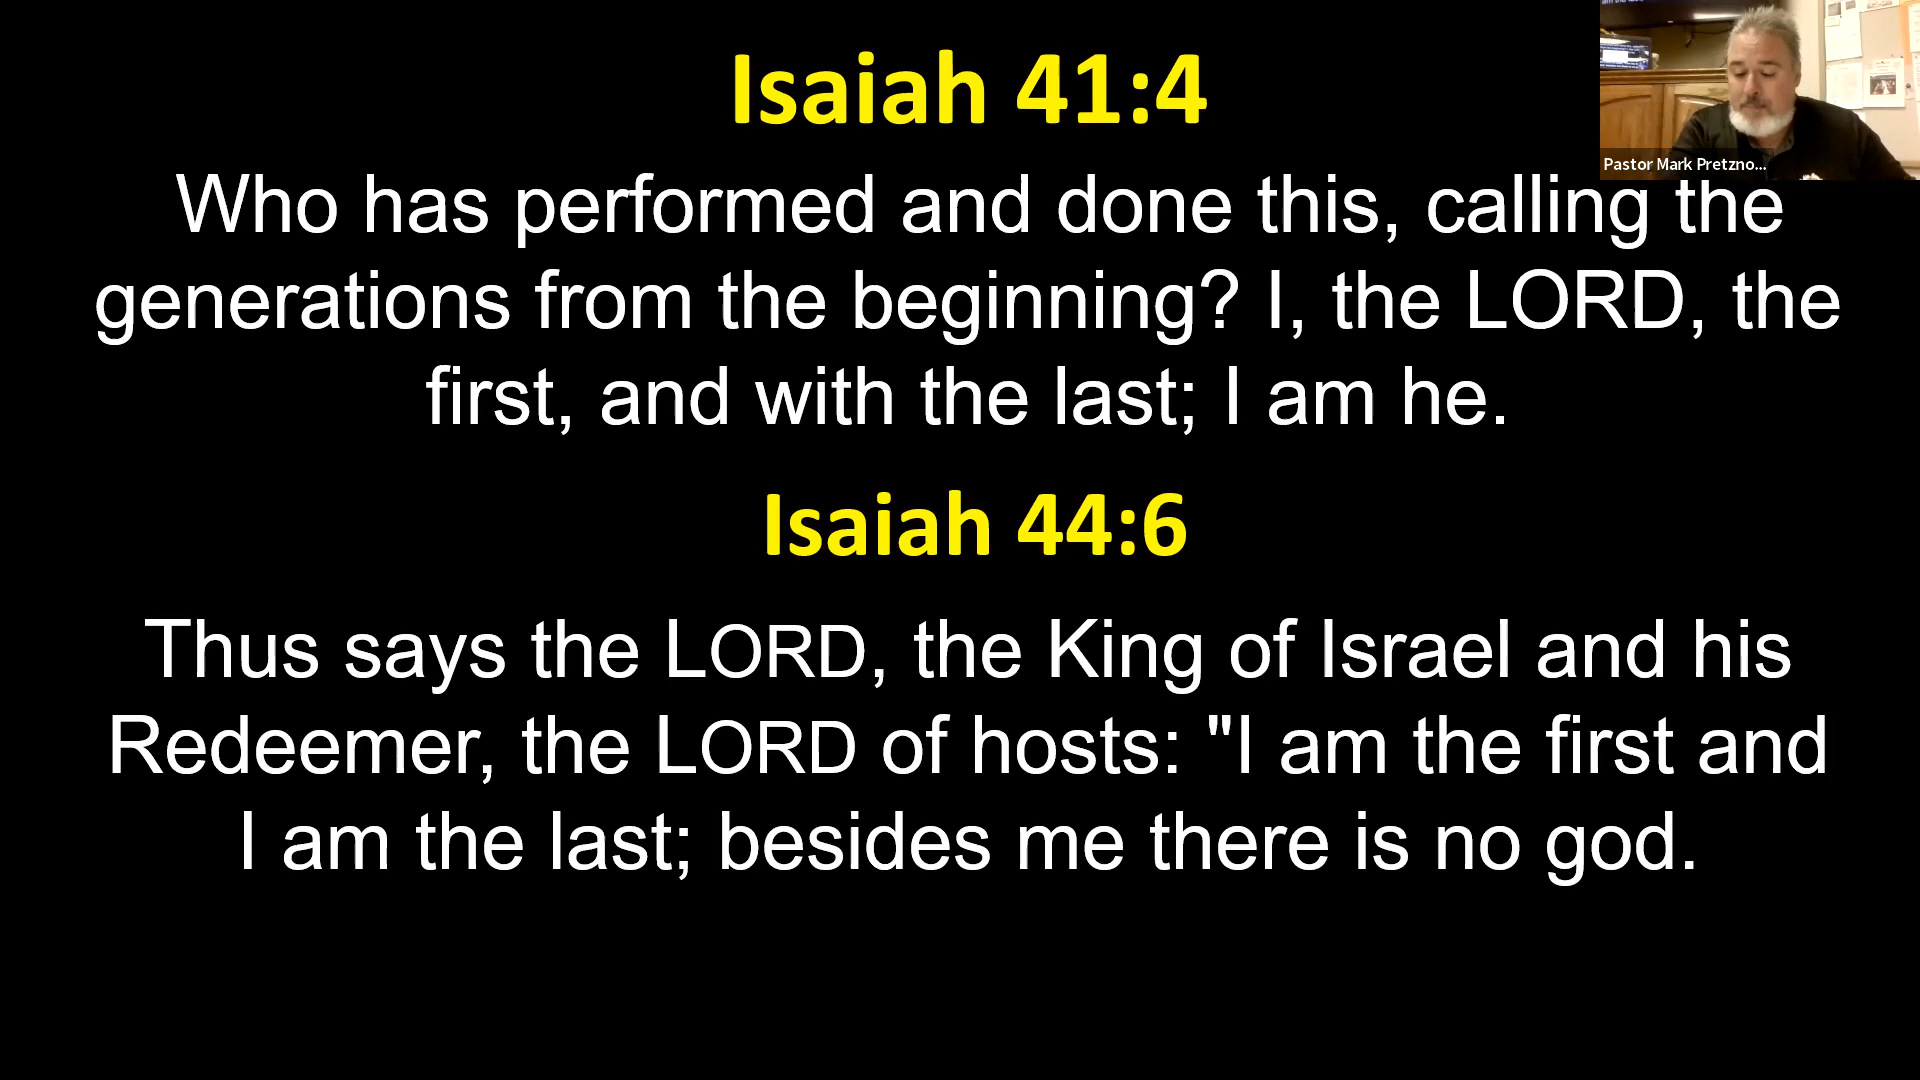 Isaiah 41:4
Pastor Mark Pretzno...
Who has performed and done this, calling the
generations from the beginning? I, the LORD, the
first, and with the last; I am he.
Isaiah 44:6
Thus says the LORD, the King of Israel and his
Redeemer, the LORD of hosts: "I am the first and
I am the last; besides me there is no god.